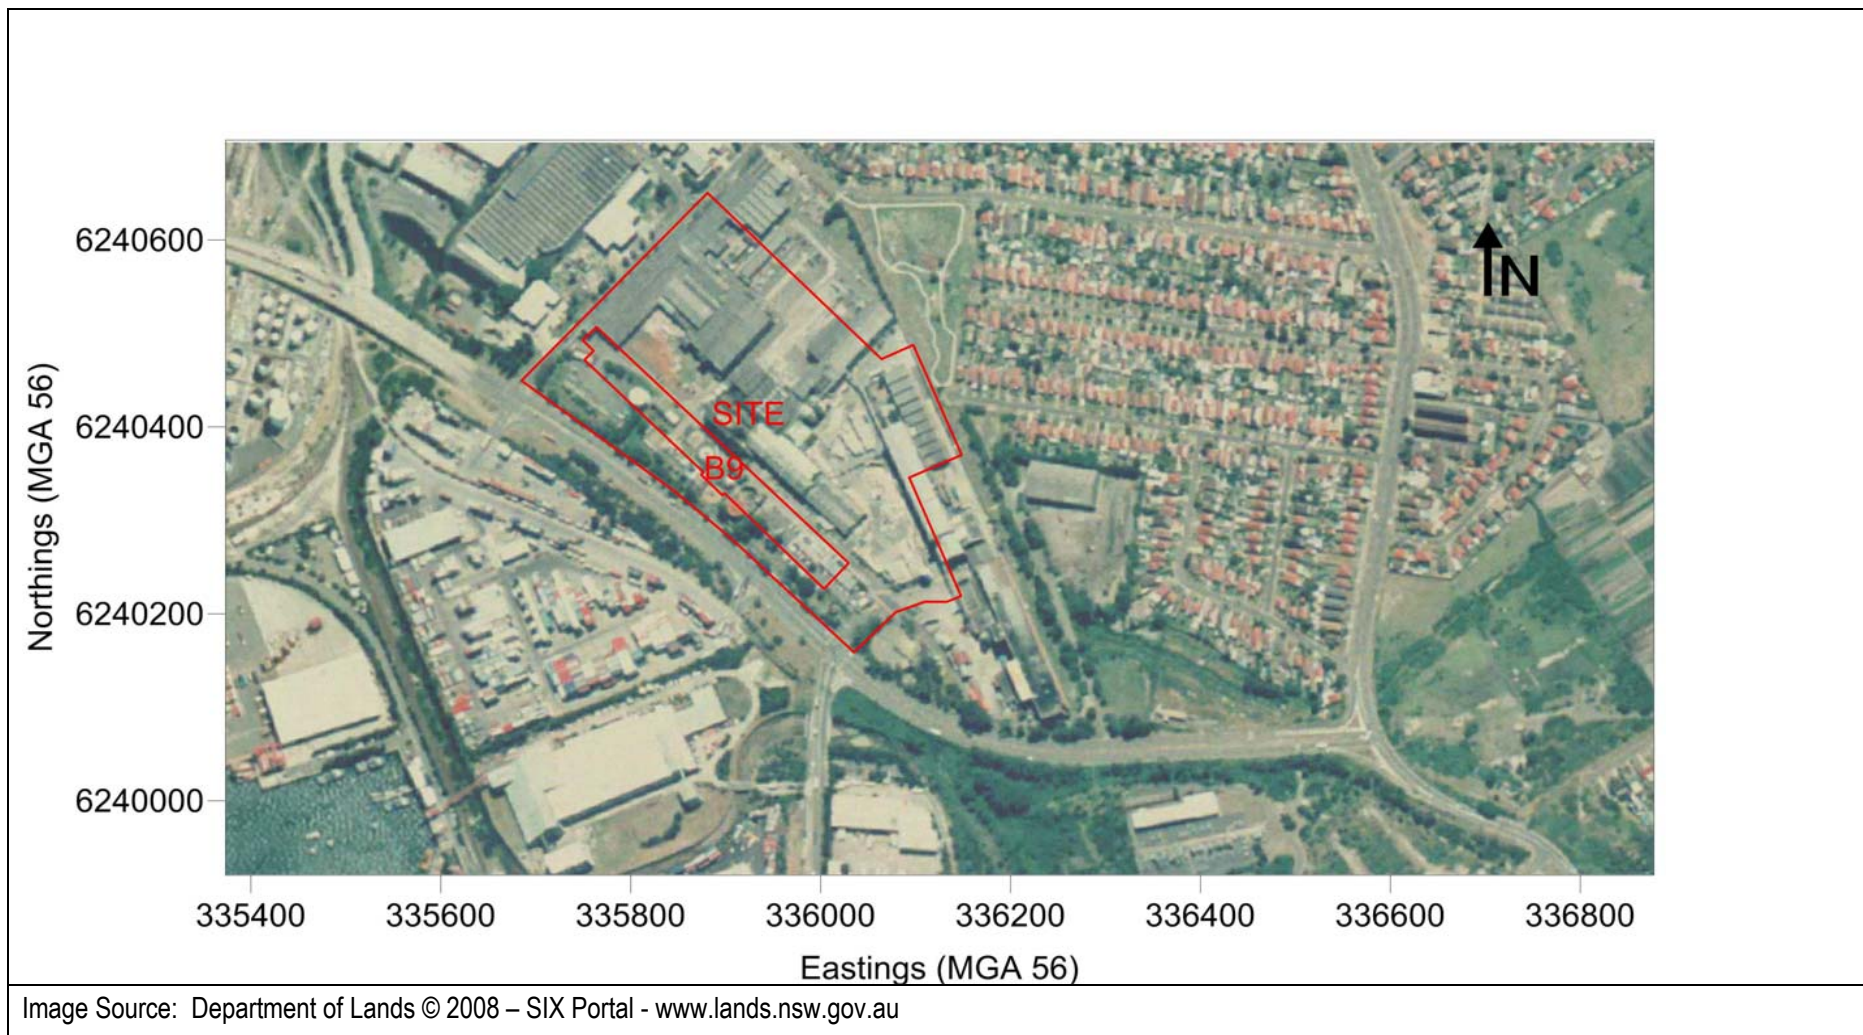 6240600
6240400
6240200
6240000
Northings (MGA 56)
N
SITE
B9
335400 335600 335800 336000 336200 336400 336600 336800
Eastings (MGA 56)
Image Source: Department of Lands © 2008 – SIX Portal - www.lands.nsw.gov.au